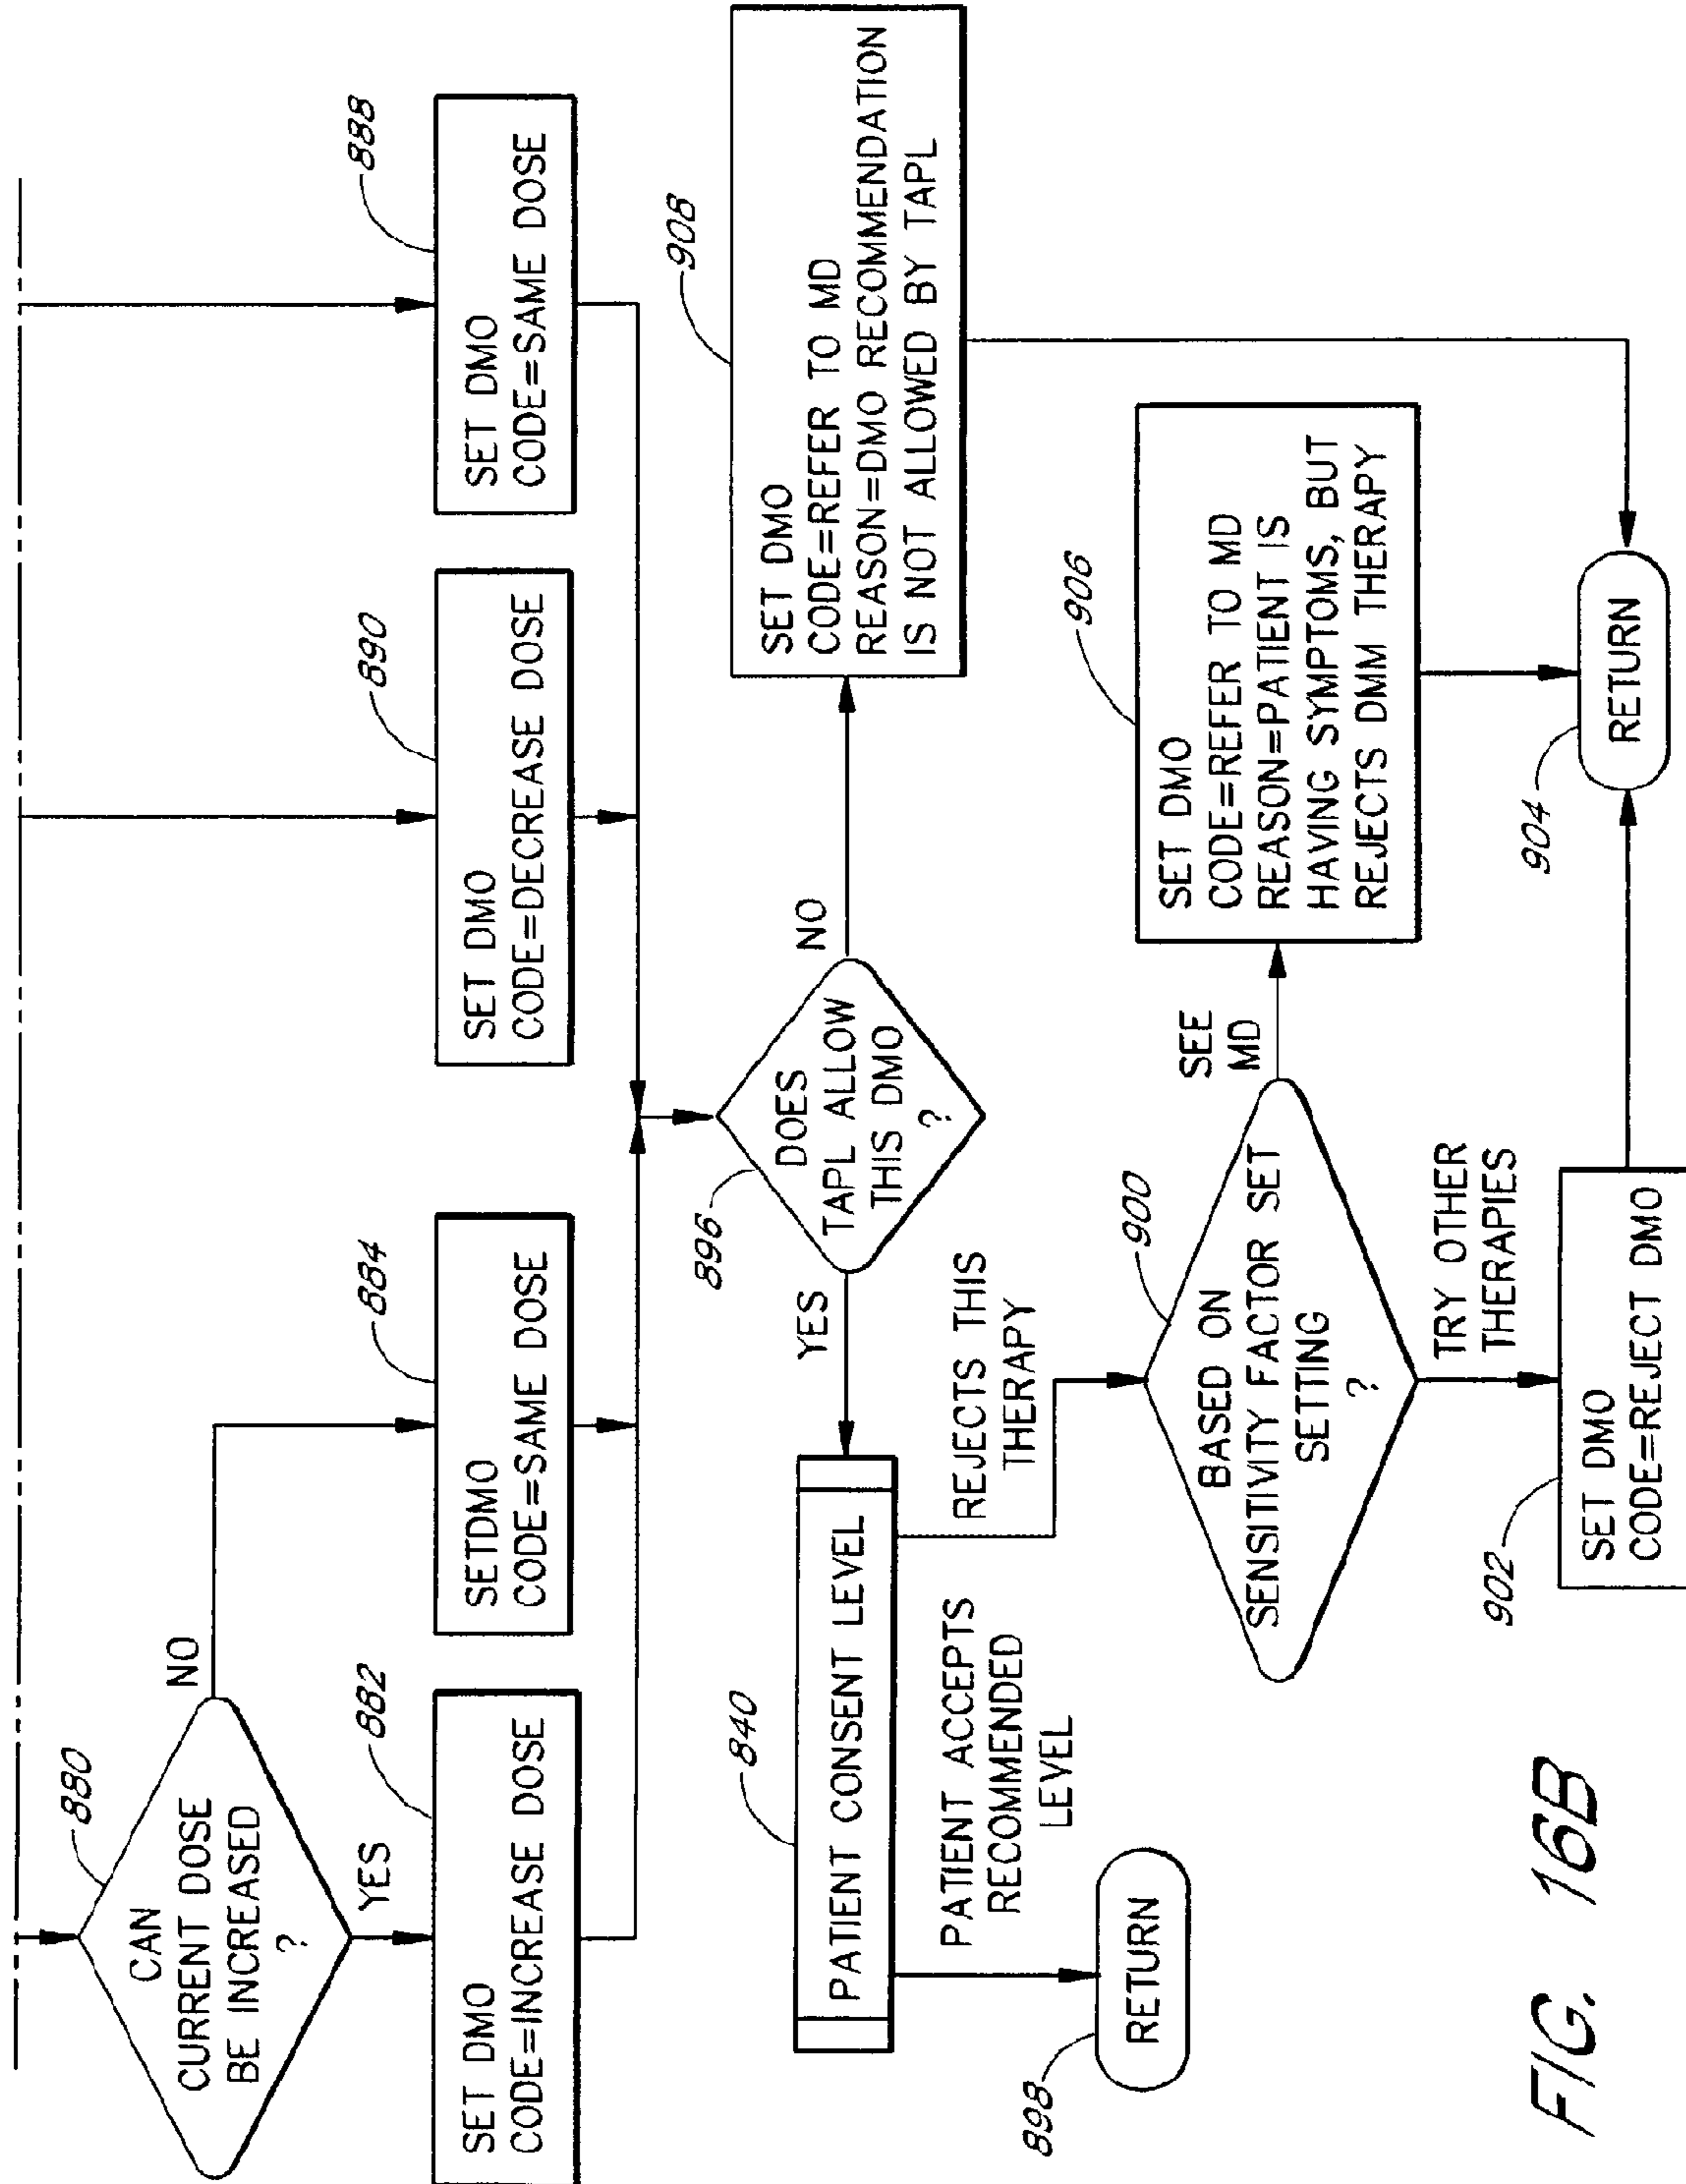 880
CAN
CURRENT DOSE
BE INCREASED
?
NO
YES
882
SET DMO
CODE=INCREASE DOSE
884
SETDMO
CODE=SAME DOSE
890
SET DMO
CODE=DECREASE DOSE
888
SET DMO
CODE=SAME DOSE
896
DOES
TAPL ALLOW
THIS DMO
?
YES
NO
908
SET DMO
CODE=REFER TO MD
REASON=DMO RECOMMENDATION
IS NOT ALLOWED BY TAPL
840
PATIENT CONSENT LEVEL
PATIENT ACCEPTS
RECOMMENDED
LEVEL
REJECTS THIS
THERAPY
898
RETURN
900
BASED ON
SENSITIVITY FACTOR SET
SETTING
?
SEE
MD
906
SET DMO
CODE=REFER TO MD
REASON=PATIENT IS
HAVING SYMPTOMS, BUT
REJECTS DMM THERAPY
TRY OTHER
THERAPIES
902
SET DMO
CODE=REJECT DMO
904
RETURN
FIG. 16B